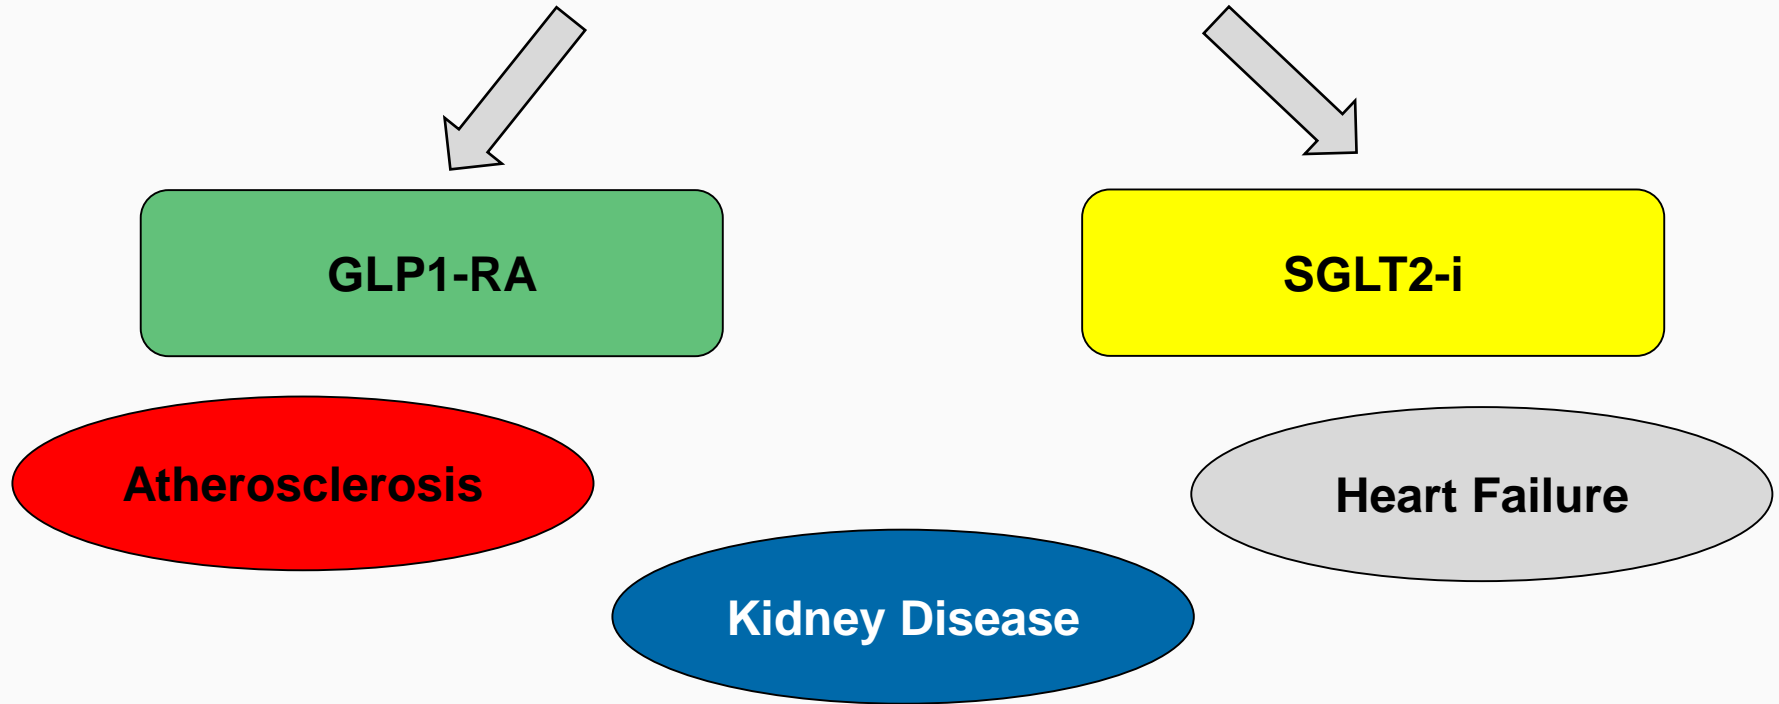 GLP1-RA
SGLT2-i
Atherosclerosis
Heart Failure
Kidney Disease